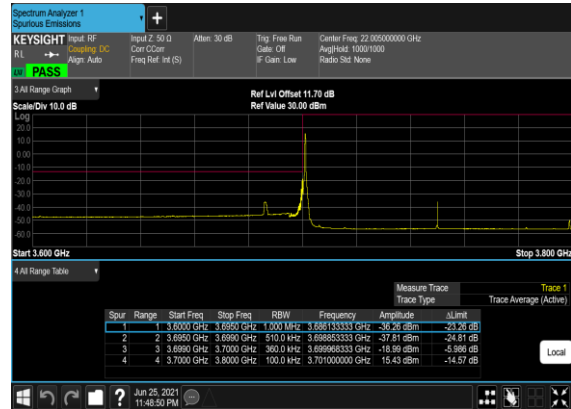 Spectrum Analyzer 1
Spurious Emissions
+
KEYSIGHT Input: RF Input Z: 50 Ω Atten: 30 dB Trig: Free Run Center Freq: 22.005000000 GHz
RL Coupling: DC Corr CCorr Gate: Off Avg|Hold: 1000/1000
Align: Auto Freq Ref: Int (S) IF Gain: Low Radio Std: None
LW PASS
3 All Range Graph
Ref Lvl Offset 11.70 dB
Scale/Div 10.0 dB Ref Value 30.00 dBm
Log
20.0
10.0
0.00
-10.0
-20.0
-30.0
-40.0
-50.0
-60.0
Start 3.600 GHz Stop 3.800 GHz
4 All Range Table
Measure Trace Trace 1
Trace Type Trace Average (Active)
Spur Range Start Freq Stop Freq RBW Frequency Amplitude ΔLimit
1 1 3.6000 GHz 3.6950 GHz 1.000 MHz 3.686133333 GHz -36.26 dBm -23.26 dB
2 2 3.6950 GHz 3.6990 GHz 510.0 kHz 3.698853333 GHz -37.81 dBm -24.81 dB
3 3 3.6990 GHz 3.7000 GHz 360.0 kHz 3.699968333 GHz -18.99 dBm -5.986 dB
4 4 3.7000 GHz 3.8000 GHz 100.0 kHz 3.701000000 GHz 15.43 dBm -14.57 dB
Local
? Jun 25, 2021
11:48:50 PM